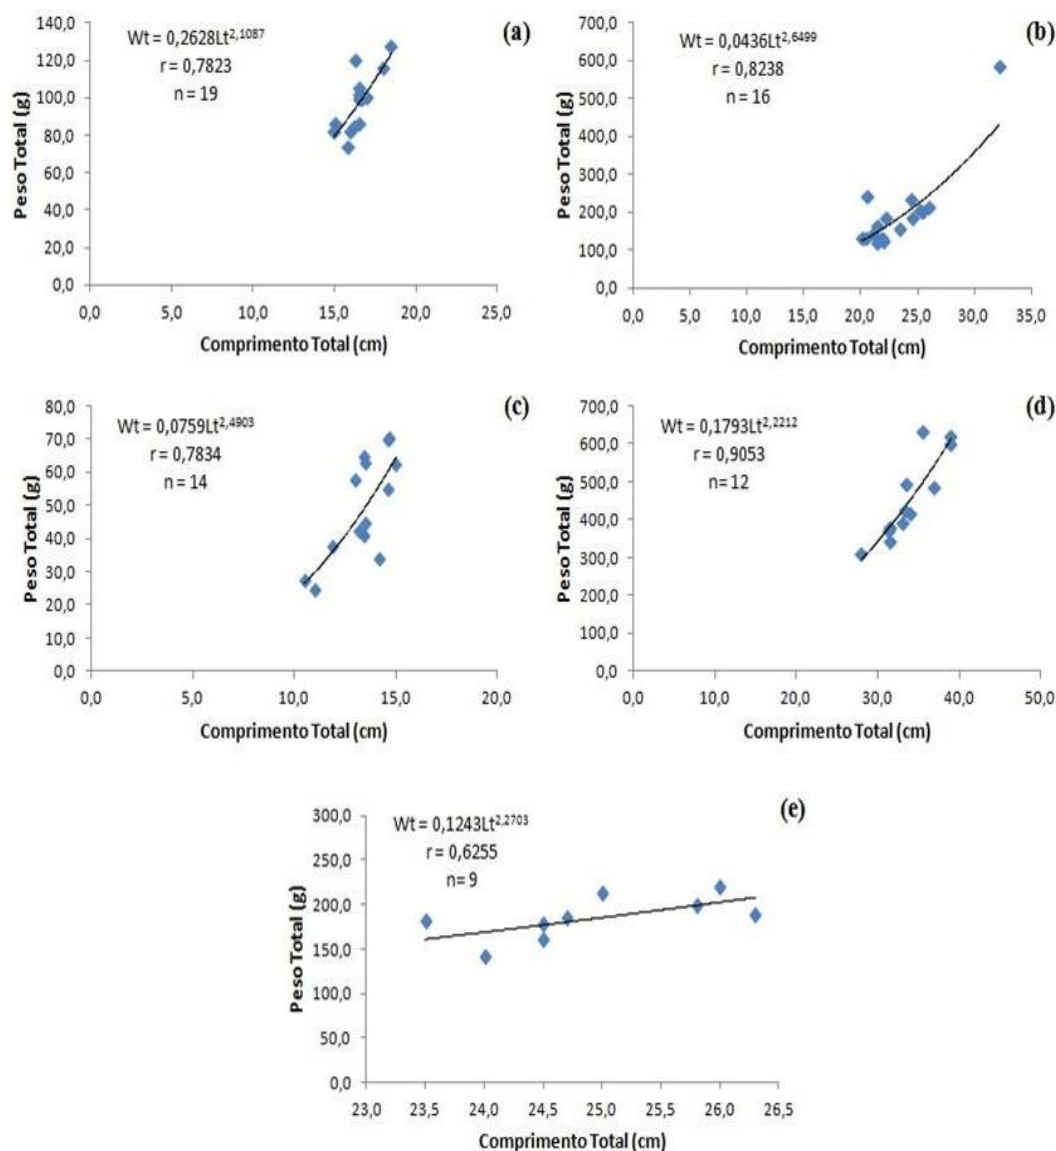 (a)
Wt = 0,2628Lt^2,1087
r = 0,7823
n = 19
Peso Total (g)
140,0
120,0
100,0
80,0
60,0
40,0
20,0
0,0
0,0 5,0 10,0 15,0 20,0 25,0
Comprimento Total (cm)
(b)
Wt = 0,0436Lt^2,6499
r = 0,8238
n = 16
Peso Total (g)
700,0
600,0
500,0
400,0
300,0
200,0
100,0
0,0
0,0 5,0 10,0 15,0 20,0 25,0 30,0 35,0
Comprimento Total (cm)
(c)
Wt = 0,0759Lt^2,4903
r = 0,7834
n = 14
Peso Total (g)
80,0
70,0
60,0
50,0
40,0
30,0
20,0
10,0
0,0
0,0 5,0 10,0 15,0 20,0
Comprimento Total (cm)
(d)
Wt = 0,1793Lt^2,2212
r = 0,9053
n= 12
Peso Total (g)
700,0
600,0
500,0
400,0
300,0
200,0
100,0
0,0
0,0 10,0 20,0 30,0 40,0 50,0
Comprimento Total (cm)
(e)
Wt = 0,1243Lt^2,2703
r = 0,6255
n= 9
Peso Total (g)
300,0
250,0
200,0
150,0
100,0
50,0
0,0
23,0 23,5 24,0 24,5 25,0 25,5 26,0 26,5
Comprimento Total (cm)